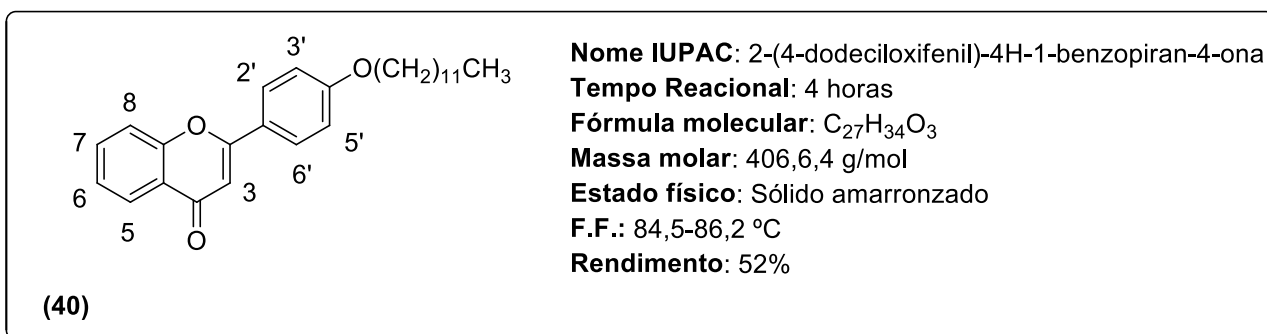 O(CH₂)₁₁CH₃
3'
2'
8
O
7
5'
6'
6
3
5
O
(40)
Nome IUPAC: 2-(4-dodeciloxifenil)-4H-1-benzopiran-4-ona
Tempo Reacional: 4 horas
Fórmula molecular: C₂₇H₃₄O₃
Massa molar: 406,6,4 g/mol
Estado físico: Sólido amarronzado
F.F.: 84,5-86,2 ºC
Rendimento: 52%